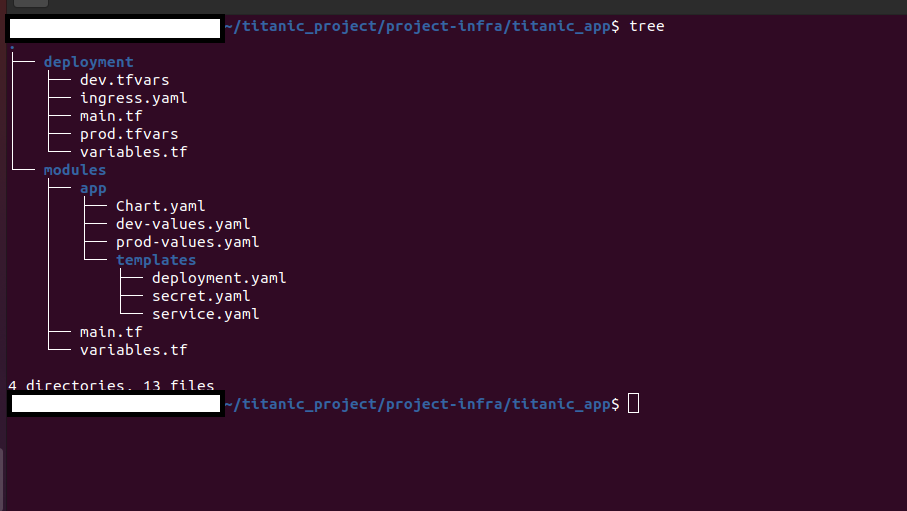 ~/titanic_project/project-infra/titanic_app$ tree
.
├── deployment
│   ├── dev.tfvars
│   ├── ingress.yaml
│   ├── main.tf
│   ├── prod.tfvars
│   └── variables.tf
└── modules
    ├── app
    │   ├── Chart.yaml
    │   ├── dev-values.yaml
    │   ├── prod-values.yaml
    │   └── templates
    │       ├── deployment.yaml
    │       ├── secret.yaml
    │       └── service.yaml
    ├── main.tf
    └── variables.tf
4 directories, 13 files
~/titanic_project/project-infra/titanic_app$